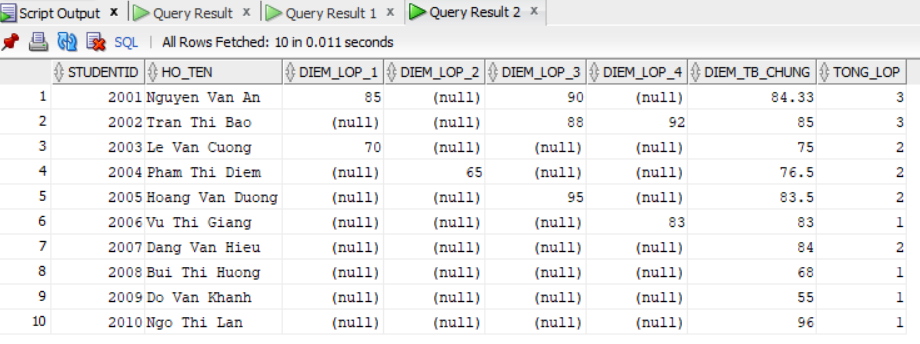 Script Output x Query Result x Query Result 1 x Query Result 2 x
SQL | All Rows Fetched: 10 in 0.011 seconds
STUDENTID HO_TEN DIEM_LOP_1 DIEM_LOP_2 DIEM_LOP_3 DIEM_LOP_4 DIEM_TB_CHUNG TONG_LOP
1 2001 Nguyen Van An 85 (null) 90 (null) 84.33 3
2 2002 Tran Thi Bao (null) (null) 88 92 85 3
3 2003 Le Van Cuong 70 (null) (null) (null) 75 2
4 2004 Pham Thi Diem (null) 65 (null) (null) 76.5 2
5 2005 Hoang Van Duong (null) (null) 95 (null) 83.5 2
6 2006 Vu Thi Giang (null) (null) (null) 83 83 1
7 2007 Dang Van Hieu (null) (null) (null) (null) 84 2
8 2008 Bui Thi Huong (null) (null) (null) (null) 68 1
9 2009 Do Van Khanh (null) (null) (null) (null) 55 1
10 2010 Ngo Thi Lan (null) (null) (null) (null) 96 1